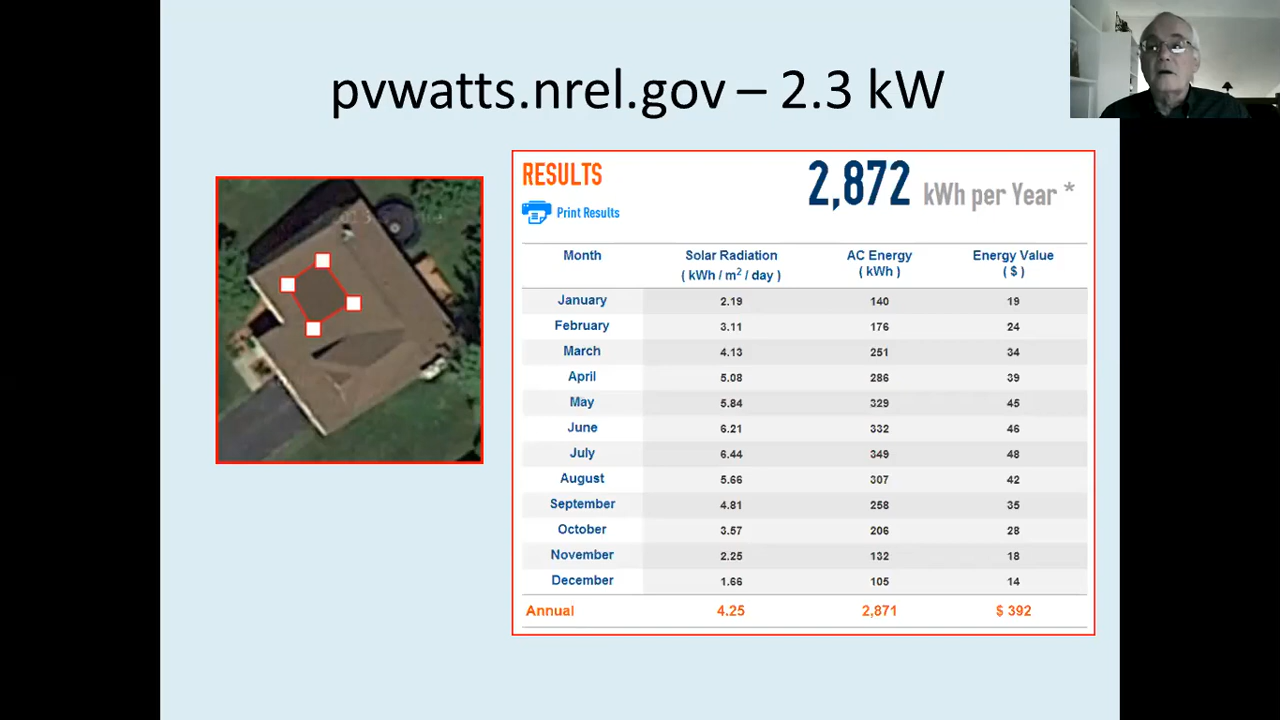 pvwatts.nrel.gov – 2.3 kW
RESULTS
2,872 kWh per Year *
Print Results
Month Solar Radiation AC Energy Energy Value
( kWh / m² / day ) ( kWh ) ( $ )
January 2.19 140 19
February 3.11 176 24
March 4.13 251 34
April 5.08 286 39
May 5.84 329 45
June 6.21 332 46
July 6.44 349 48
August 5.66 307 42
September 4.81 258 35
October 3.57 206 28
November 2.25 132 18
December 1.66 105 14
Annual 4.25 2,871 $ 392